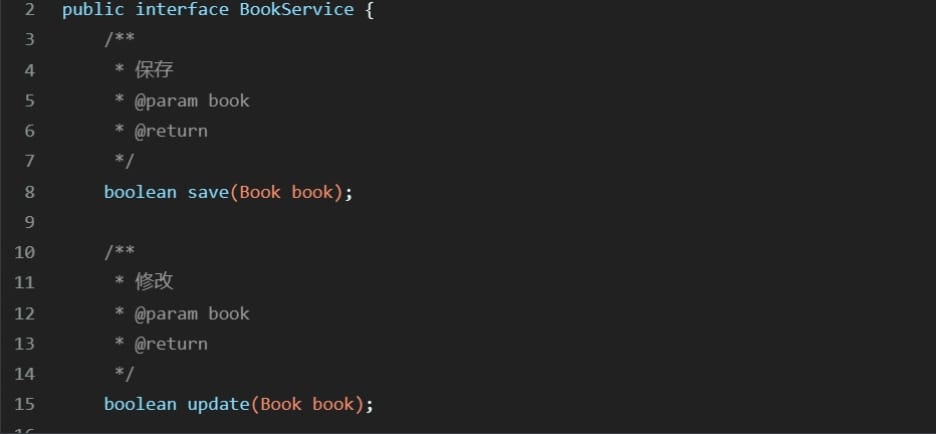 2 public interface BookService {
3 /**
4 * 保存
5 * @param book
6 * @return
7 */
8 boolean save(Book book);
9
10 /**
11 * 修改
12 * @param book
13 * @return
14 */
15 boolean update(Book book);